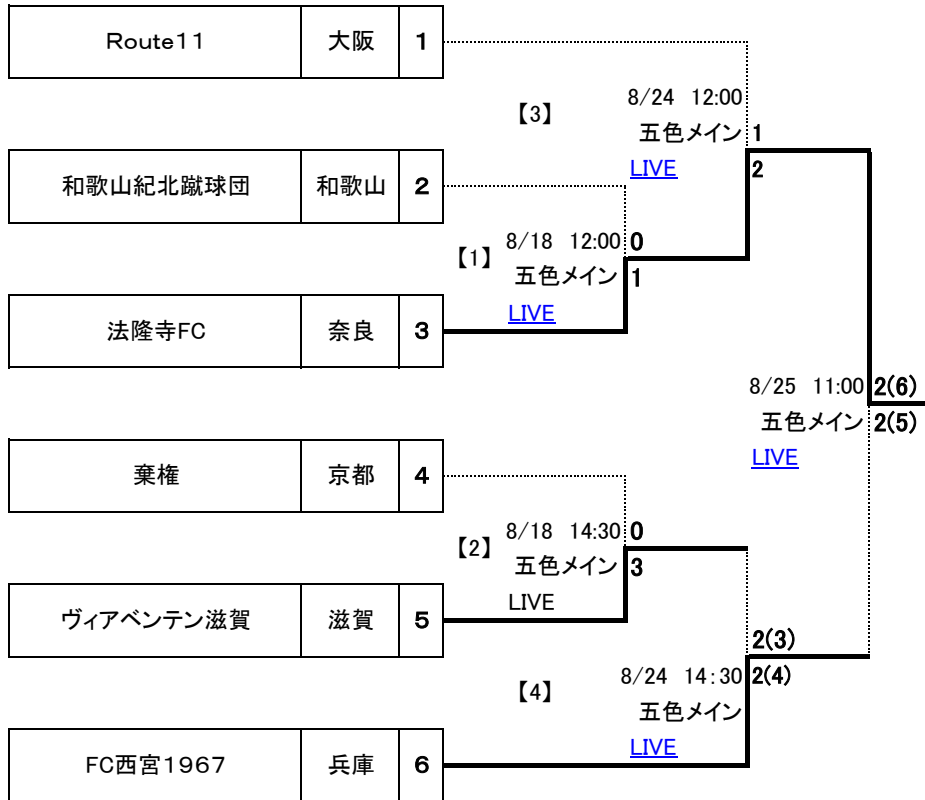 Route11 大阪 1
8/24 12:00
【3】
五色メイン 1
LIVE 2
和歌山紀北蹴球団 和歌山 2
【1】 8/18 12:00 0
五色メイン 1
LIVE
法隆寺FC 奈良 3
8/25 11:00 2(6)
五色メイン 2(5)
LIVE
棄権 京都 4
【2】 8/18 14:30 0
五色メイン 3
LIVE
ヴィアベンテン滋賀 滋賀 5
2(3)
【4】 8/24 14:30 2(4)
五色メイン
LIVE
FC西宮1967 兵庫 6